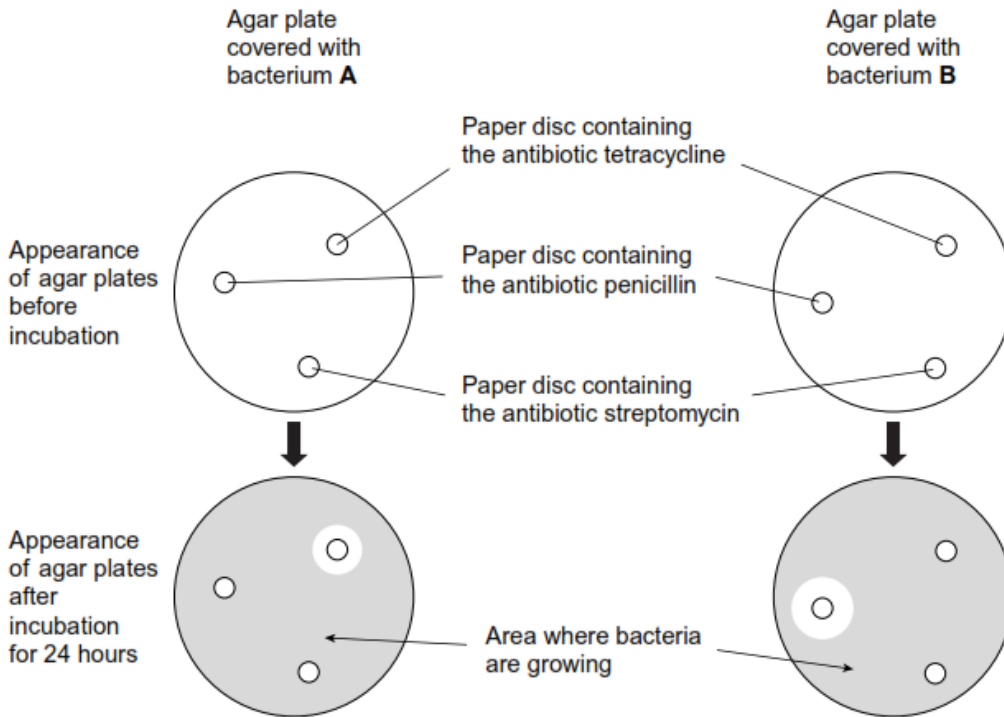 Agar plate
covered with
bacterium A
Agar plate
covered with
bacterium B
Paper disc containing
the antibiotic tetracycline
Appearance
of agar plates
before
incubation
Paper disc containing
the antibiotic penicillin
Paper disc containing
the antibiotic streptomycin
Appearance
of agar plates
after
incubation
for 24 hours
Area where bacteria
are growing